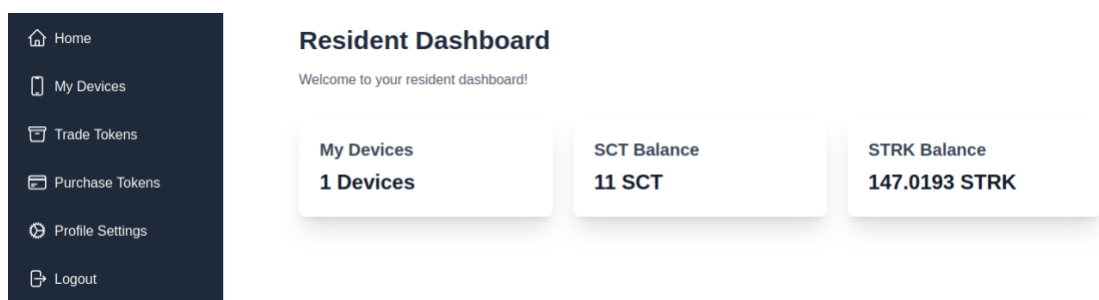 Home
My Devices
Trade Tokens
Purchase Tokens
Profile Settings
Logout
Resident Dashboard
Welcome to your resident dashboard!
My Devices
1 Devices
SCT Balance
11 SCT
STRK Balance
147.0193 STRK